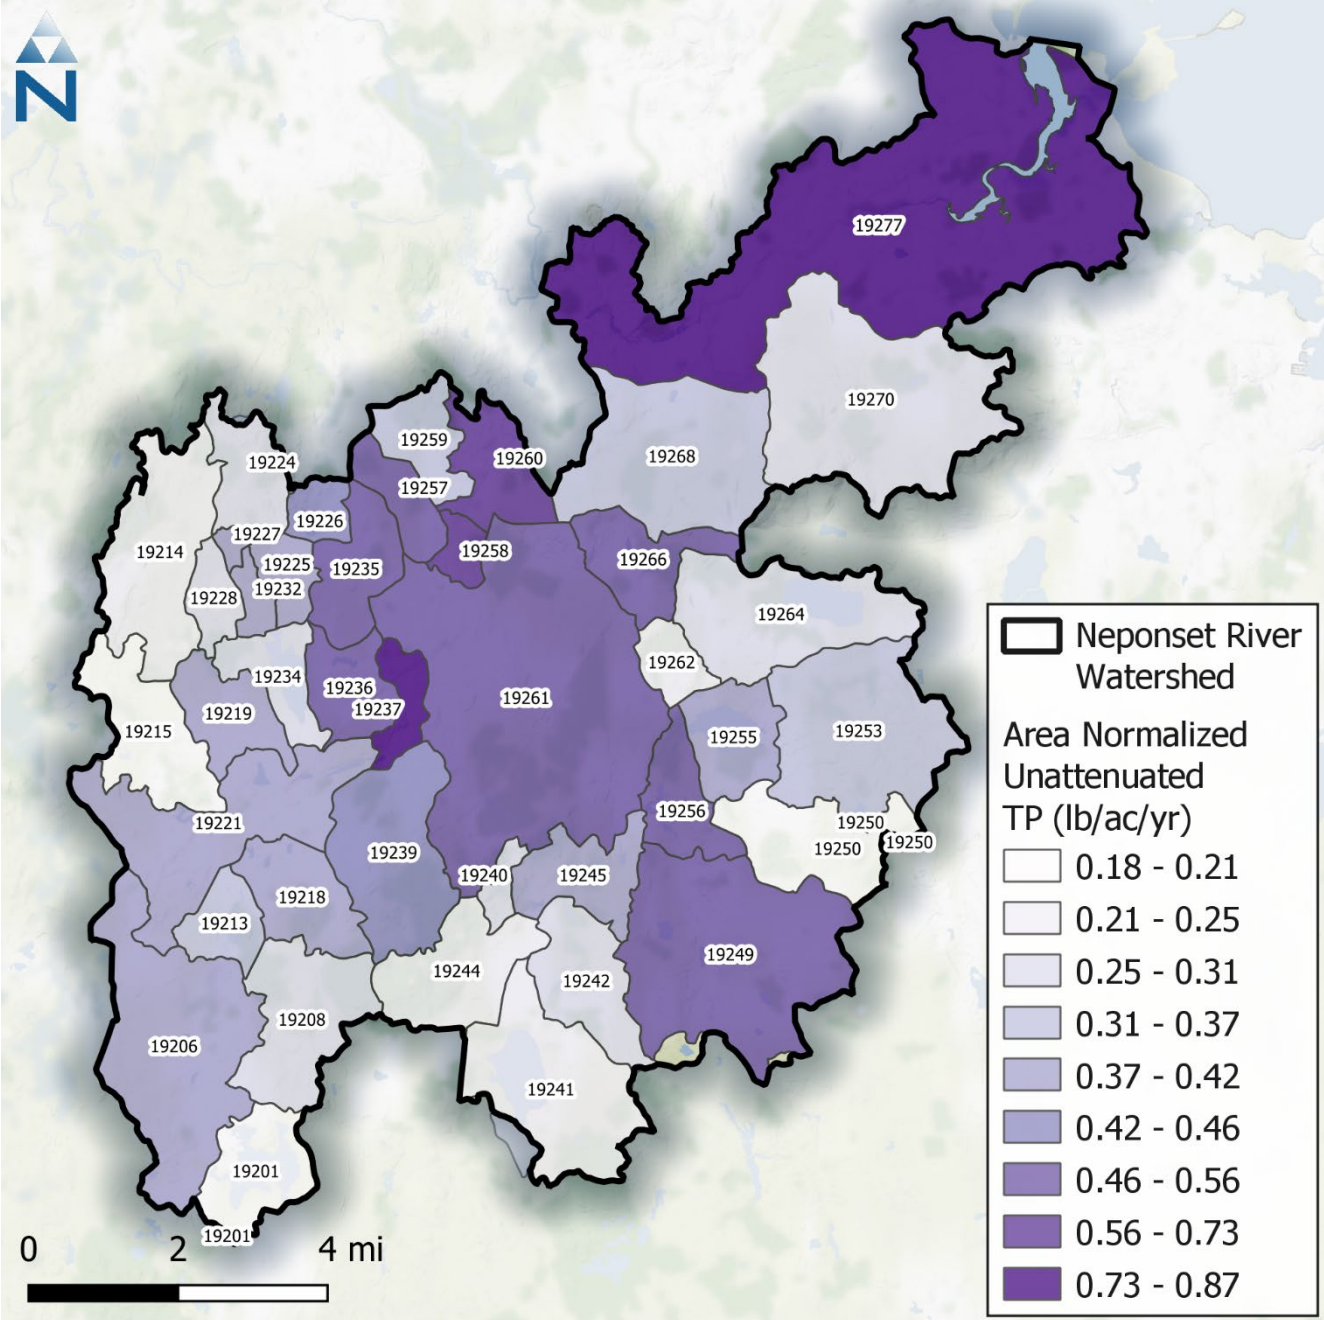 N
19277
19270
19259
19260
19268
19224
19257
19226
19227
19214
19258
19266
19225
19235
19232
19228
19264
19262
19234
19236
19261
19237
19219
19215
19255
19253
19256
19221
19250
19250
19250
19239
19240
19245
19218
19213
19249
19244
19242
19208
19206
19241
19201
19201
0 2 4 mi
Neponset River
Watershed
Area Normalized
Unattenuated
TP (lb/ac/yr)
0.18 - 0.21
0.21 - 0.25
0.25 - 0.31
0.31 - 0.37
0.37 - 0.42
0.42 - 0.46
0.46 - 0.56
0.56 - 0.73
0.73 - 0.87